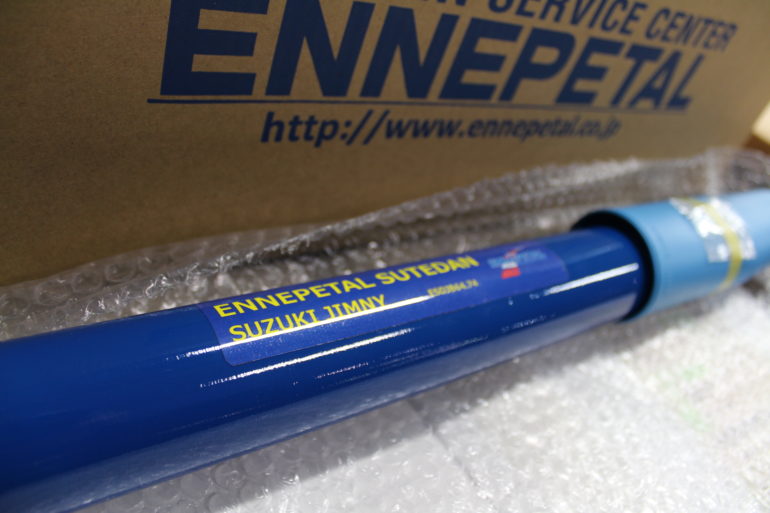 SERVICE CENTER
ENNEPETAL
http://www.ennepetal.co.jp
ENNEPETAL SUTEDAN
SUZUKI JIMNY